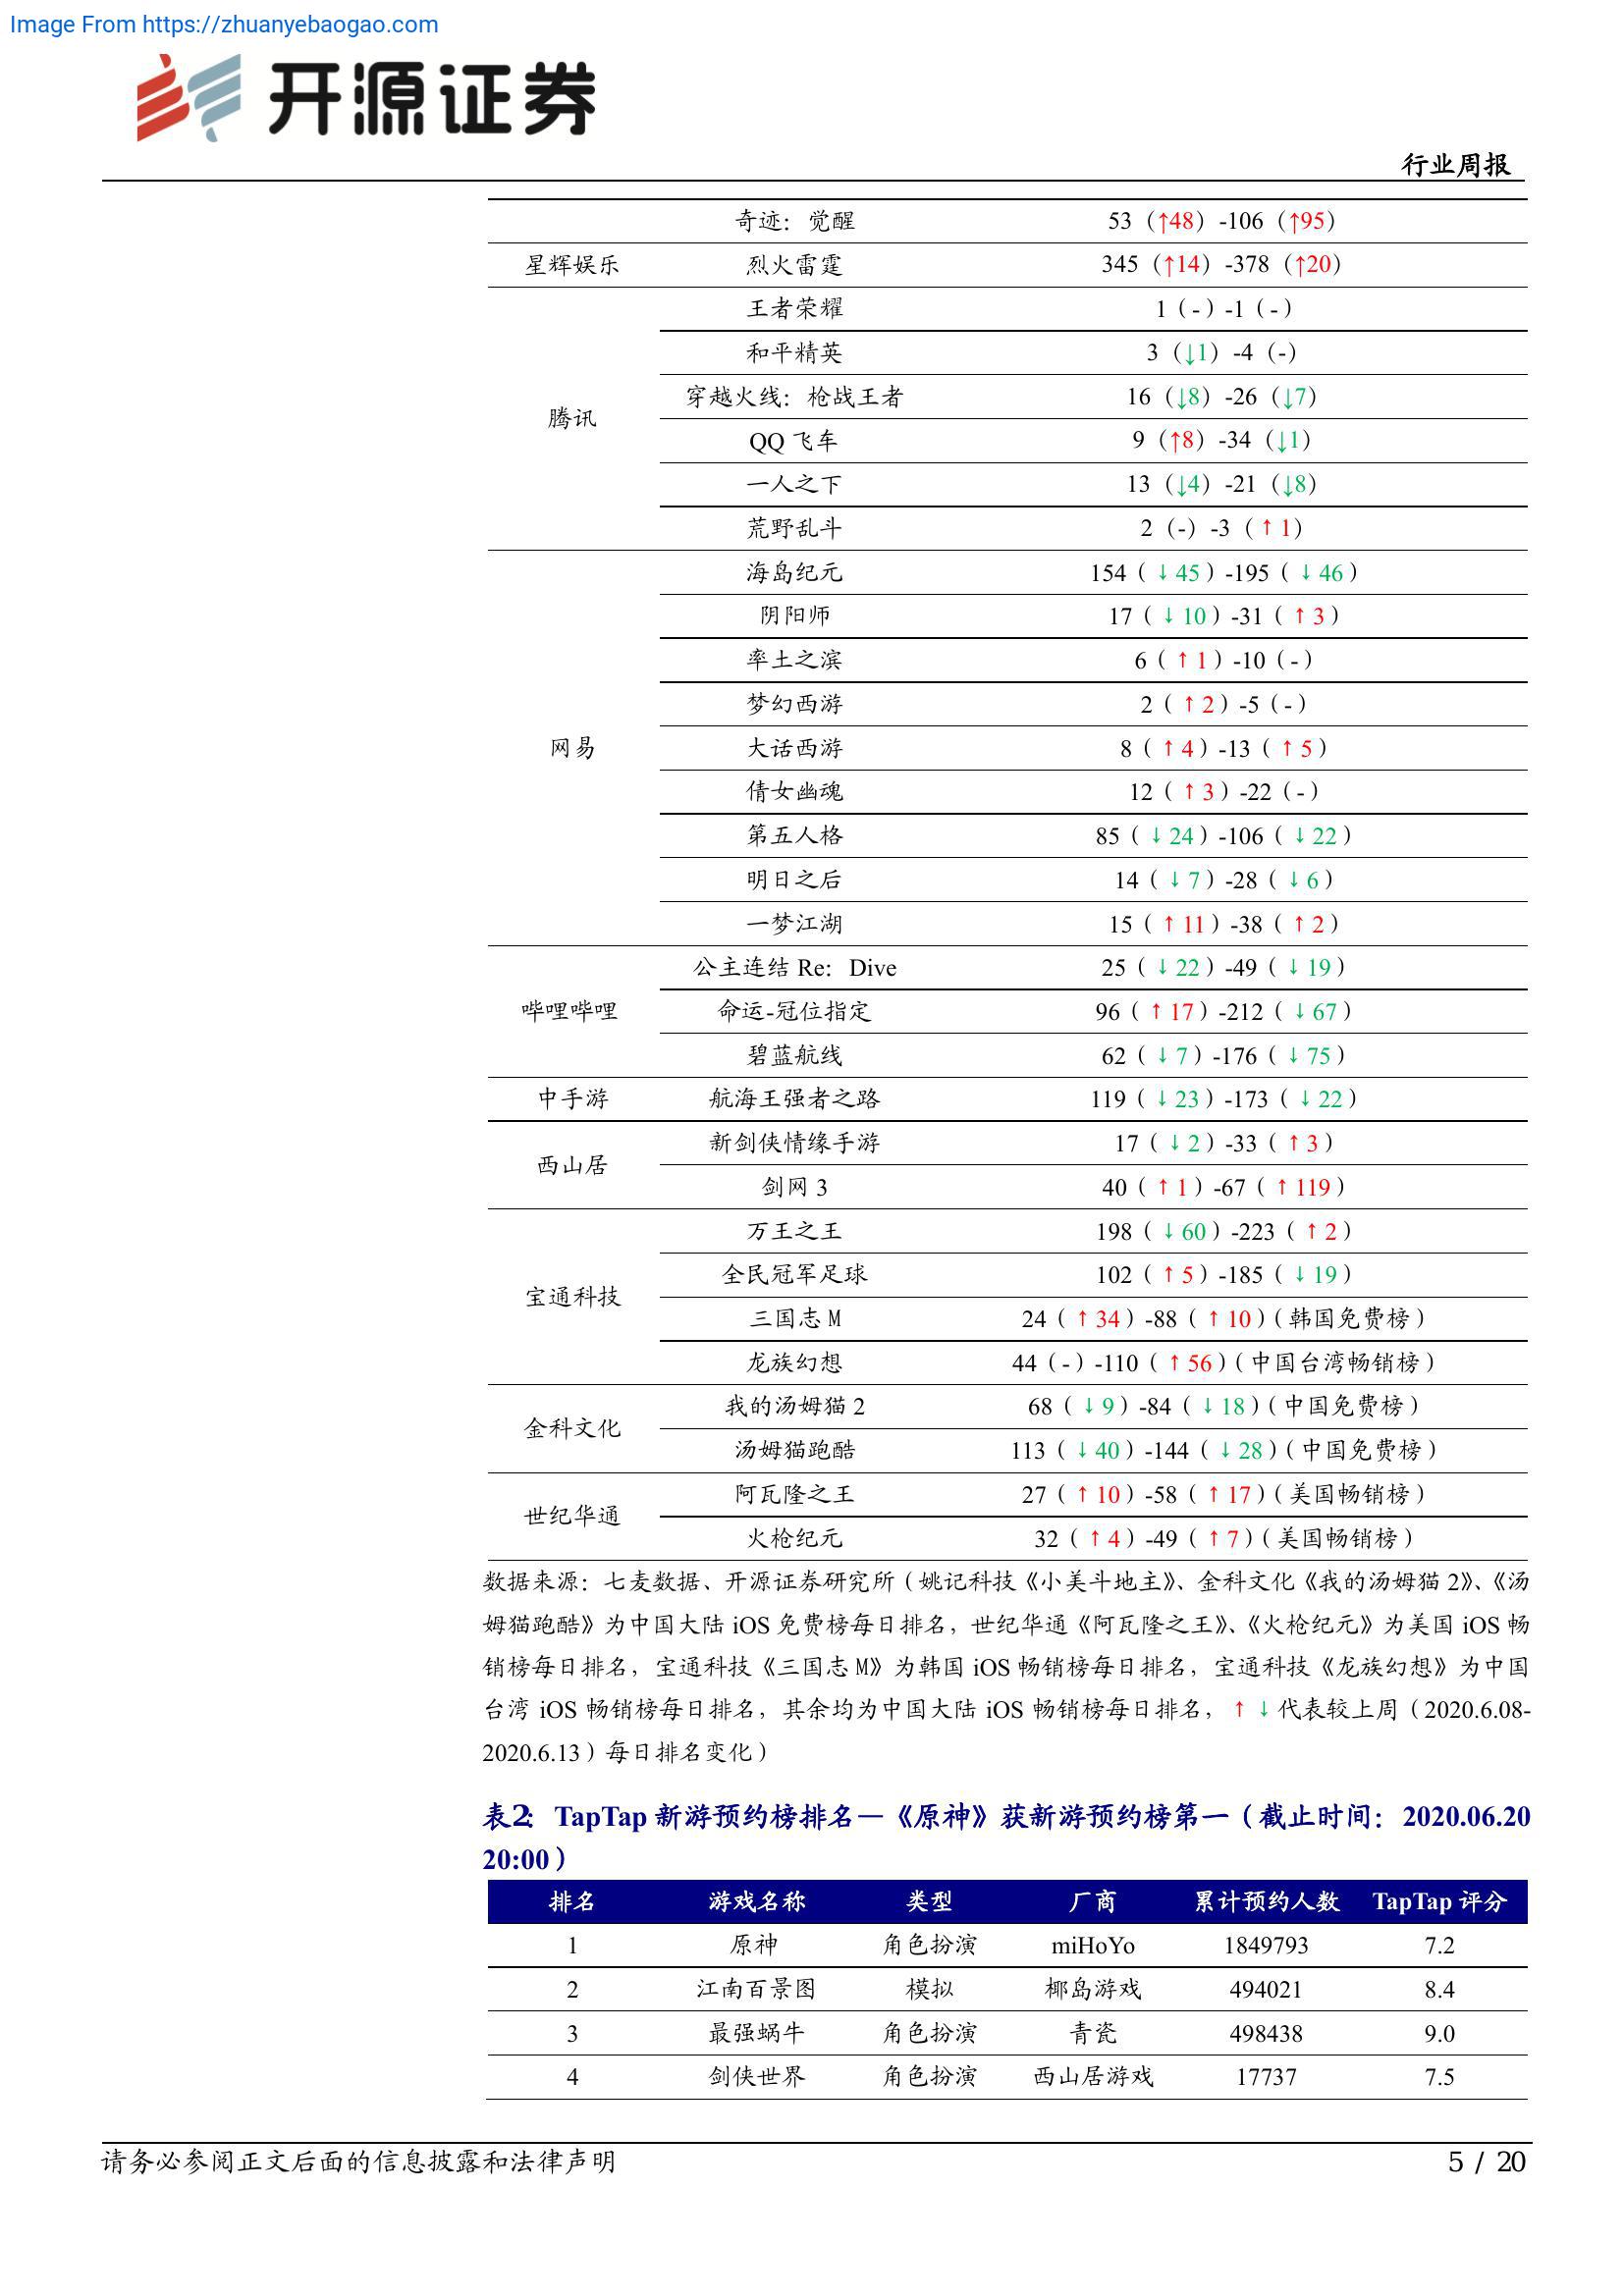 Image From https://zhuanyebaogao.com
开源证券
行业周报
奇迹：觉醒 53（↑48）-106（↑95）
星辉娱乐 烈火雷霆 345（↑14）-378（↑20）
腾讯 王者荣耀 1（-）-1（-）
和平精英 3（↓1）-4（-）
穿越火线：枪战王者 16（↓8）-26（↓7）
QQ 飞车 9（↑8）-34（↓1）
一人之下 13（↓4）-21（↓8）
荒野乱斗 2（-）-3（↑1）
网易 海岛纪元 154（↓45）-195（↓46）
阴阳师 17（↓10）-31（↑3）
率土之滨 6（↑1）-10（-）
梦幻西游 2（↑2）-5（-）
大话西游 8（↑4）-13（↑5）
倩女幽魂 12（↑3）-22（-）
第五人格 85（↓24）-106（↓22）
明日之后 14（↓7）-28（↓6）
一梦江湖 15（↑11）-38（↑2）
哔哩哔哩 公主连结 Re：Dive 25（↓22）-49（↓19）
命运-冠位指定 96（↑17）-212（↓67）
碧蓝航线 62（↓7）-176（↓75）
中手游 航海王强者之路 119（↓23）-173（↓22）
西山居 新剑侠情缘手游 17（↓2）-33（↑3）
剑网 3 40（↑1）-67（↑119）
宝通科技 万王之王 198（↓60）-223（↑2）
全民冠军足球 102（↑5）-185（↓19）
三国志 M 24（↑34）-88（↑10）（韩国免费榜）
龙族幻想 44（-）-110（↑56）（中国台湾畅销榜）
金科文化 我的汤姆猫 2 68（↓9）-84（↓18）（中国免费榜）
汤姆猫跑酷 113（↓40）-144（↓28）（中国免费榜）
世纪华通 阿瓦隆之王 27（↑10）-58（↑17）（美国畅销榜）
火枪纪元 32（↑4）-49（↑7）（美国畅销榜）
数据来源：七麦数据、开源证券研究所（姚记科技《小美斗地主》、金科文化《我的汤姆猫 2》、《汤
姆猫跑酷》为中国大陆 iOS 免费榜每日排名，世纪华通《阿瓦隆之王》、《火枪纪元》为美国 iOS 畅
销榜每日排名，宝通科技《三国志 M》为韩国 iOS 畅销榜每日排名，宝通科技《龙族幻想》为中国
台湾 iOS 畅销榜每日排名，其余均为中国大陆 iOS 畅销榜每日排名，↑↓代表较上周（2020.6.08-
2020.6.13）每日排名变化）
表2：TapTap 新游预约榜排名—《原神》获新游预约榜第一（截止时间：2020.06.20
20:00）
排名 游戏名称 类型 厂商 累计预约人数 TapTap 评分
1 原神 角色扮演 miHoYo 1849793 7.2
2 江南百景图 模拟 椰岛游戏 494021 8.4
3 最强蜗牛 角色扮演 青瓷 498438 9.0
4 剑侠世界 角色扮演 西山居游戏 17737 7.5
请务必参阅正文后面的信息披露和法律声明
5 / 20